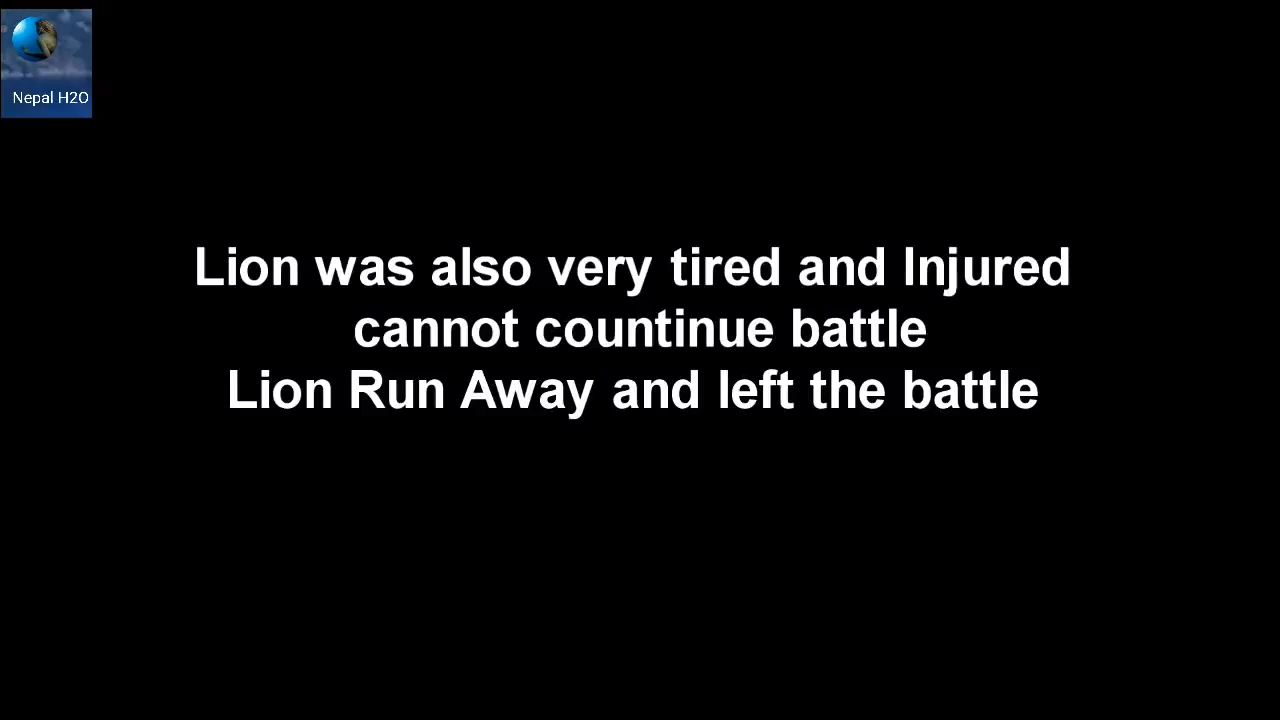 Nepal H2O
Lion was also very tired and Injured
cannot countinue battle
Lion Run Away and left the battle